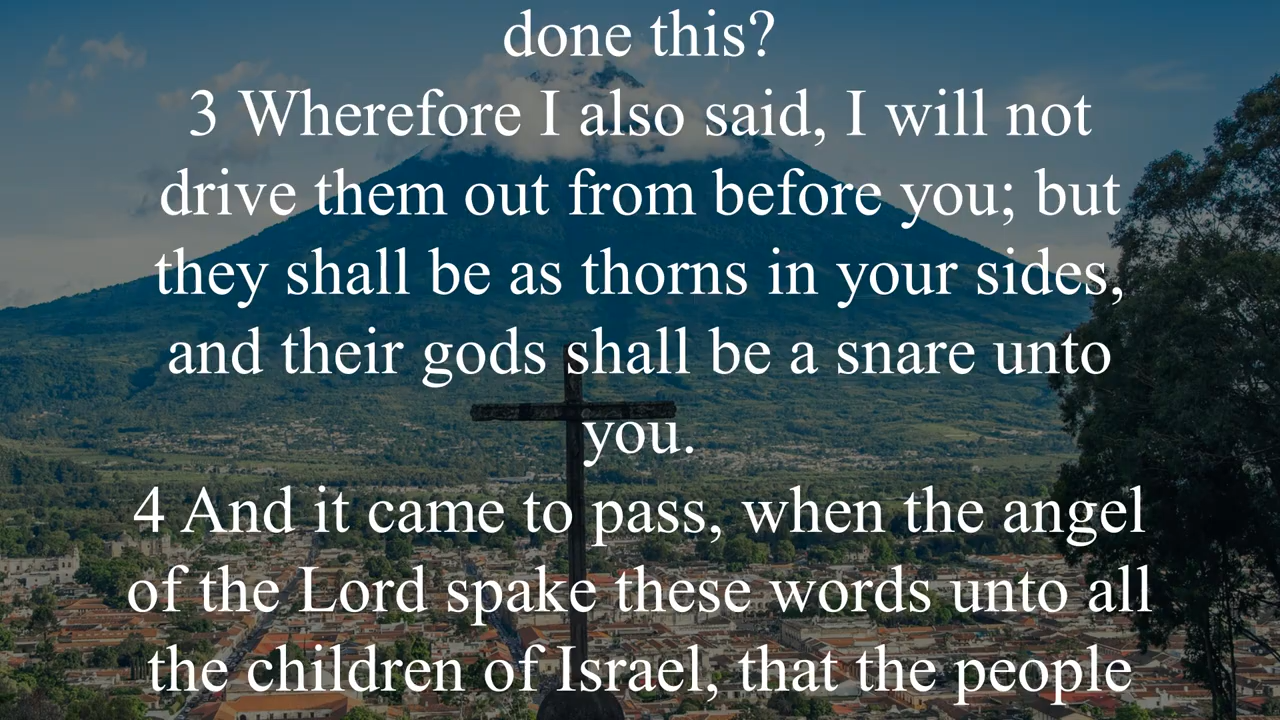 done this?
3 Wherefore I also said, I will not
drive them out from before you; but
they shall be as thorns in your sides,
and their gods shall be a snare unto
you.
4 And it came to pass, when the angel
of the Lord spake these words unto all
the children of Israel, that the people